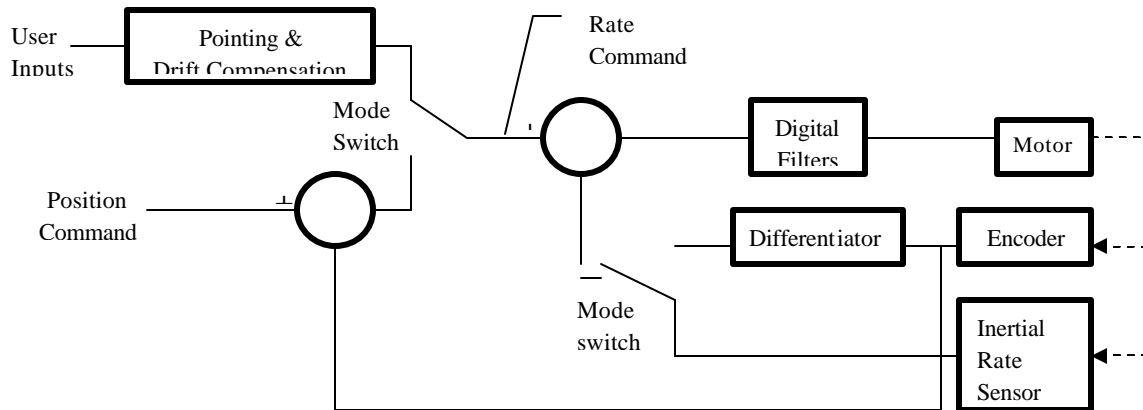 User
Inputs
Pointing &
Drift Compensation
Rate
Command
Mode
Switch
Digital
Filters
Motor
Position
Command
Differentiator
Encoder
Mode
switch
Inertial
Rate
Sensor